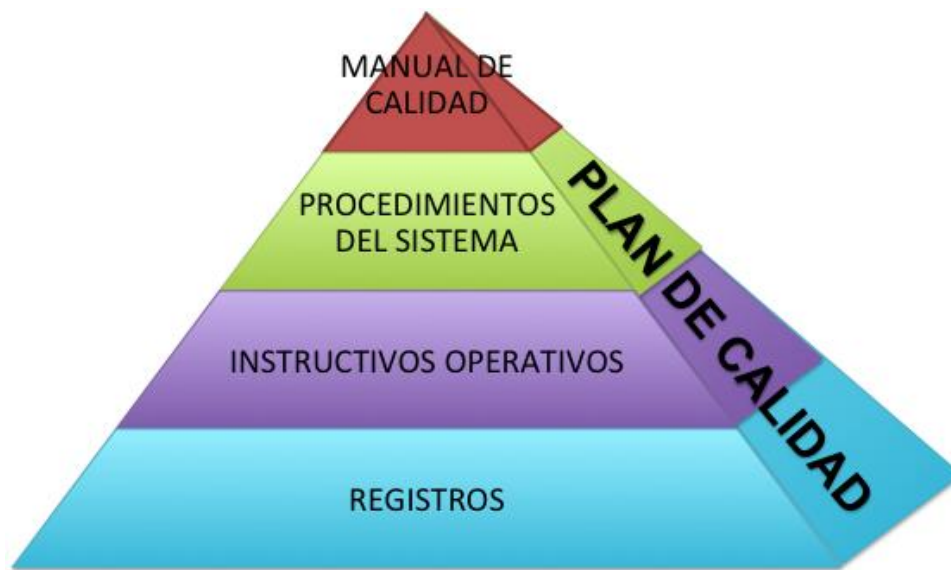 MANUAL DE
CALIDAD
PROCEDIMIENTOS
DEL SISTEMA
INSTRUCTIVOS OPERATIVOS
REGISTROS
PLAN DE CALIDAD